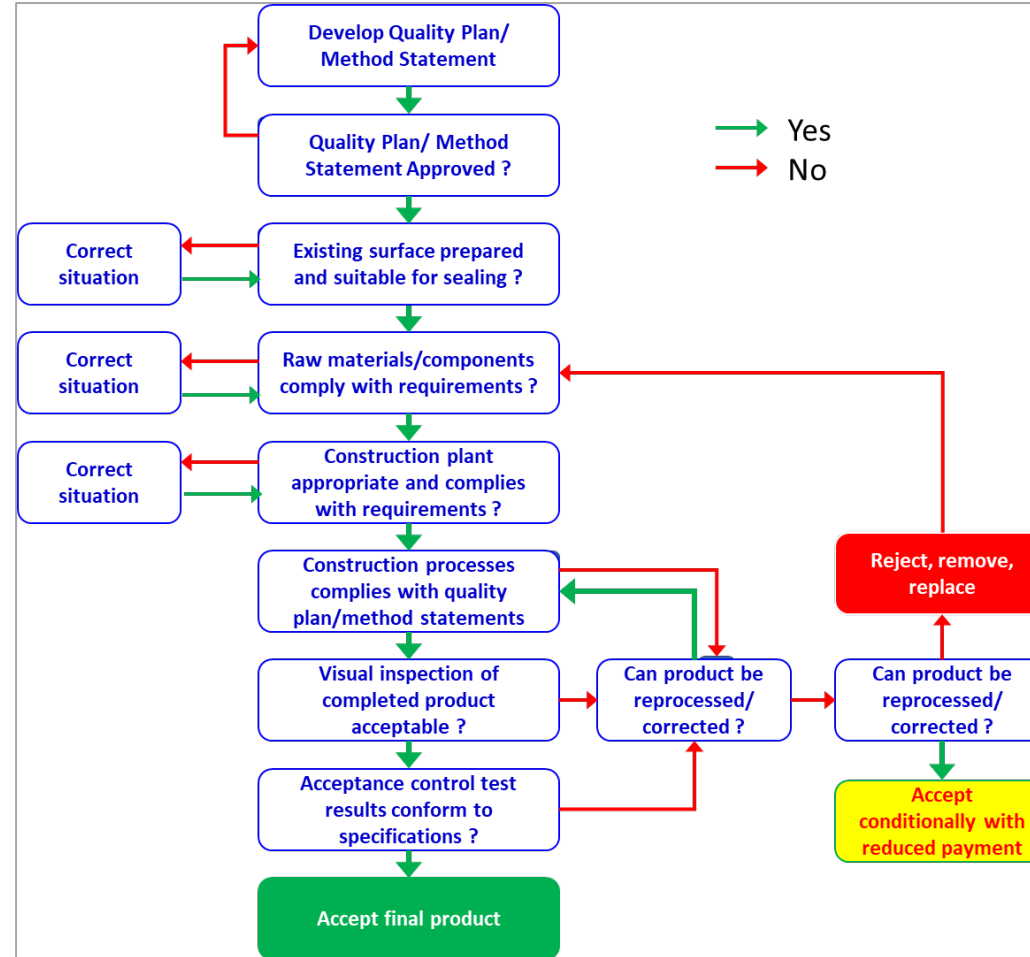 Develop Quality Plan/
Method Statement
Quality Plan/ Method
Statement Approved ?
Yes
No
Correct
situation
Existing surface prepared
and suitable for sealing ?
Correct
situation
Raw materials/components
comply with requirements ?
Correct
situation
Construction plant
appropriate and complies
with requirements ?
Construction processes
complies with quality
plan/method statements
Reject, remove,
replace
Visual inspection of
completed product
acceptable ?
Can product be
reprocessed/
corrected ?
Can product be
reprocessed/
corrected ?
Acceptance control test
results conform to
specifications ?
Accept
conditionally with
reduced payment
Accept final product